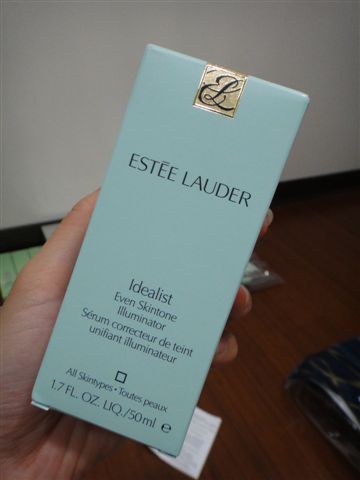 EL
ESTĒE LAUDER
Idealist
Even Skintone
Illuminator
Sérum correcteur de teint
unifiant illuminateur
All Skintypes • Toutes peaux
1.7 FL. OZ. LIQ./50 ml e